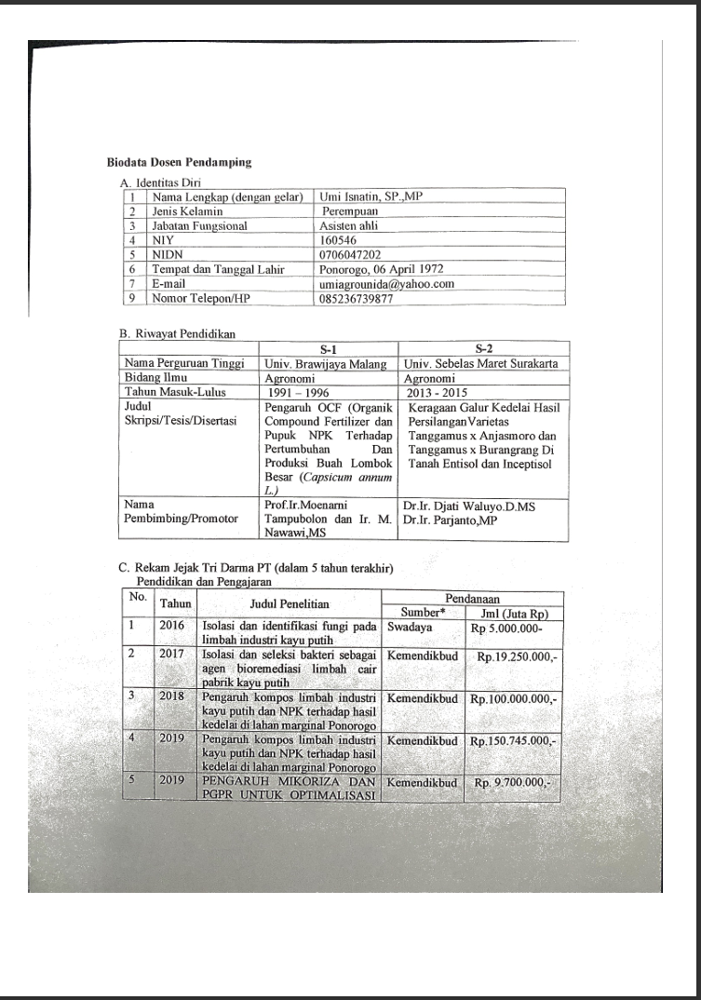 Biodata Dosen Pendamping
A. Identitas Diri
1 Nama Lengkap (dengan gelar) Umi Isnatin, SP.,MP
2 Jenis Kelamin Perempuan
3 Jabatan Fungsional Asisten ahli
4 NIY 160546
5 NIDN 0706047202
6 Tempat dan Tanggal Lahir Ponorogo, 06 April 1972
7 E-mail umiagrounida@yahoo.com
9 Nomor Telepon/HP 085236739877
B. Riwayat Pendidikan
S-1 S-2
Nama Perguruan Tinggi Univ. Brawijaya Malang Univ. Sebelas Maret Surakarta
Bidang Ilmu Agronomi Agronomi
Tahun Masuk-Lulus 1991 – 1996 2013 - 2015
Judul Pengaruh OCF (Organik Keragaan Galur Kedelai Hasil
Skripsi/Tesis/Disertasi Compound Fertilizer dan Persilangan Varietas
Pupuk NPK Terhadap Tanggamus x Anjasmoro dan
Pertumbuhan Dan Tanggamus x Burangrang Di
Produksi Buah Lombok Tanah Entisol dan Inceptisol
Besar (Capsicum annum
L.)
Nama Prof.Ir.Moenarni Dr.Ir. Djati Waluyo.D.MS
Pembimbing/Promotor Tampubolon dan Ir. M. Dr.Ir. Parjanto,MP
Nawawi,MS
C. Rekam Jejak Tri Darma PT (dalam 5 tahun terakhir)
Pendidikan dan Pengajaran
No. Tahun Judul Penelitian Pendanaan
Sumber* Jml (Juta Rp)
1 2016 Isolasi dan identifikasi fungi pada Swadaya Rp 5.000.000-
limbah industri kayu putih
2 2017 Isolasi dan seleksi bakteri sebagai Kemendikbud Rp.19.250.000,-
agen bioremediasi limbah cair
pabrik kayu putih
3 2018 Pengaruh kompos limbah industri Kemendikbud Rp.100.000.000,-
kayu putih dan NPK terhadap hasil
kedelai di lahan marginal Ponorogo
4 2019 Pengaruh kompos limbah industri Kemendikbud Rp.150.745.000,-
kayu putih dan NPK terhadap hasil
kedelai di lahan marginal Ponorogo
5 2019 PENGARUH MIKORIZA DAN Kemendikbud Rp. 9.700.000,-
PGPR UNTUK OPTIMALISASI